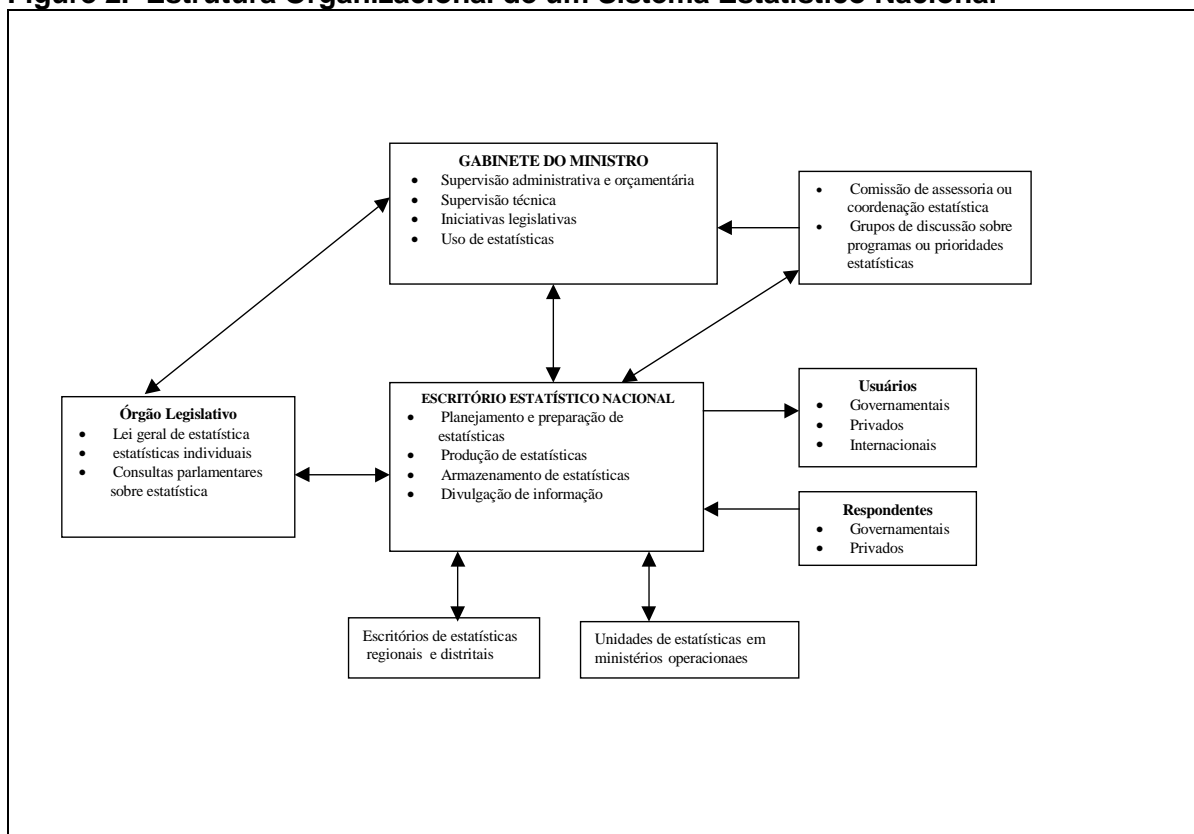 Figure 2. Estrutura Organizacional de um Sistema Estatístico Nacional
GABINETE DO MINISTRO
• Supervisão administrativa e orçamentária
• Supervisão técnica
• Iniciativas legislativas
• Uso de estatísticas
• Comissão de assessoria ou
coordenação estatística
• Grupos de discussão sobre
programas ou prioridades
estatísticas
Órgão Legislativo
• Lei geral de estatística
• estatísticas individuais
• Consultas parlamentares
sobre estatística
ESCRITÓRIO ESTATÍSTICO NACIONAL
• Planejamento e preparação de
estatísticas
• Produção de estatísticas
• Armazenamento de estatísticas
• Divulgação de informação
Usuários
• Governamentais
• Privados
• Internacionais
Respondentes
• Governamentais
• Privados
Escritórios de estatísticas
regionais e distritais
Unidades de estatísticas em
ministérios operacionaes